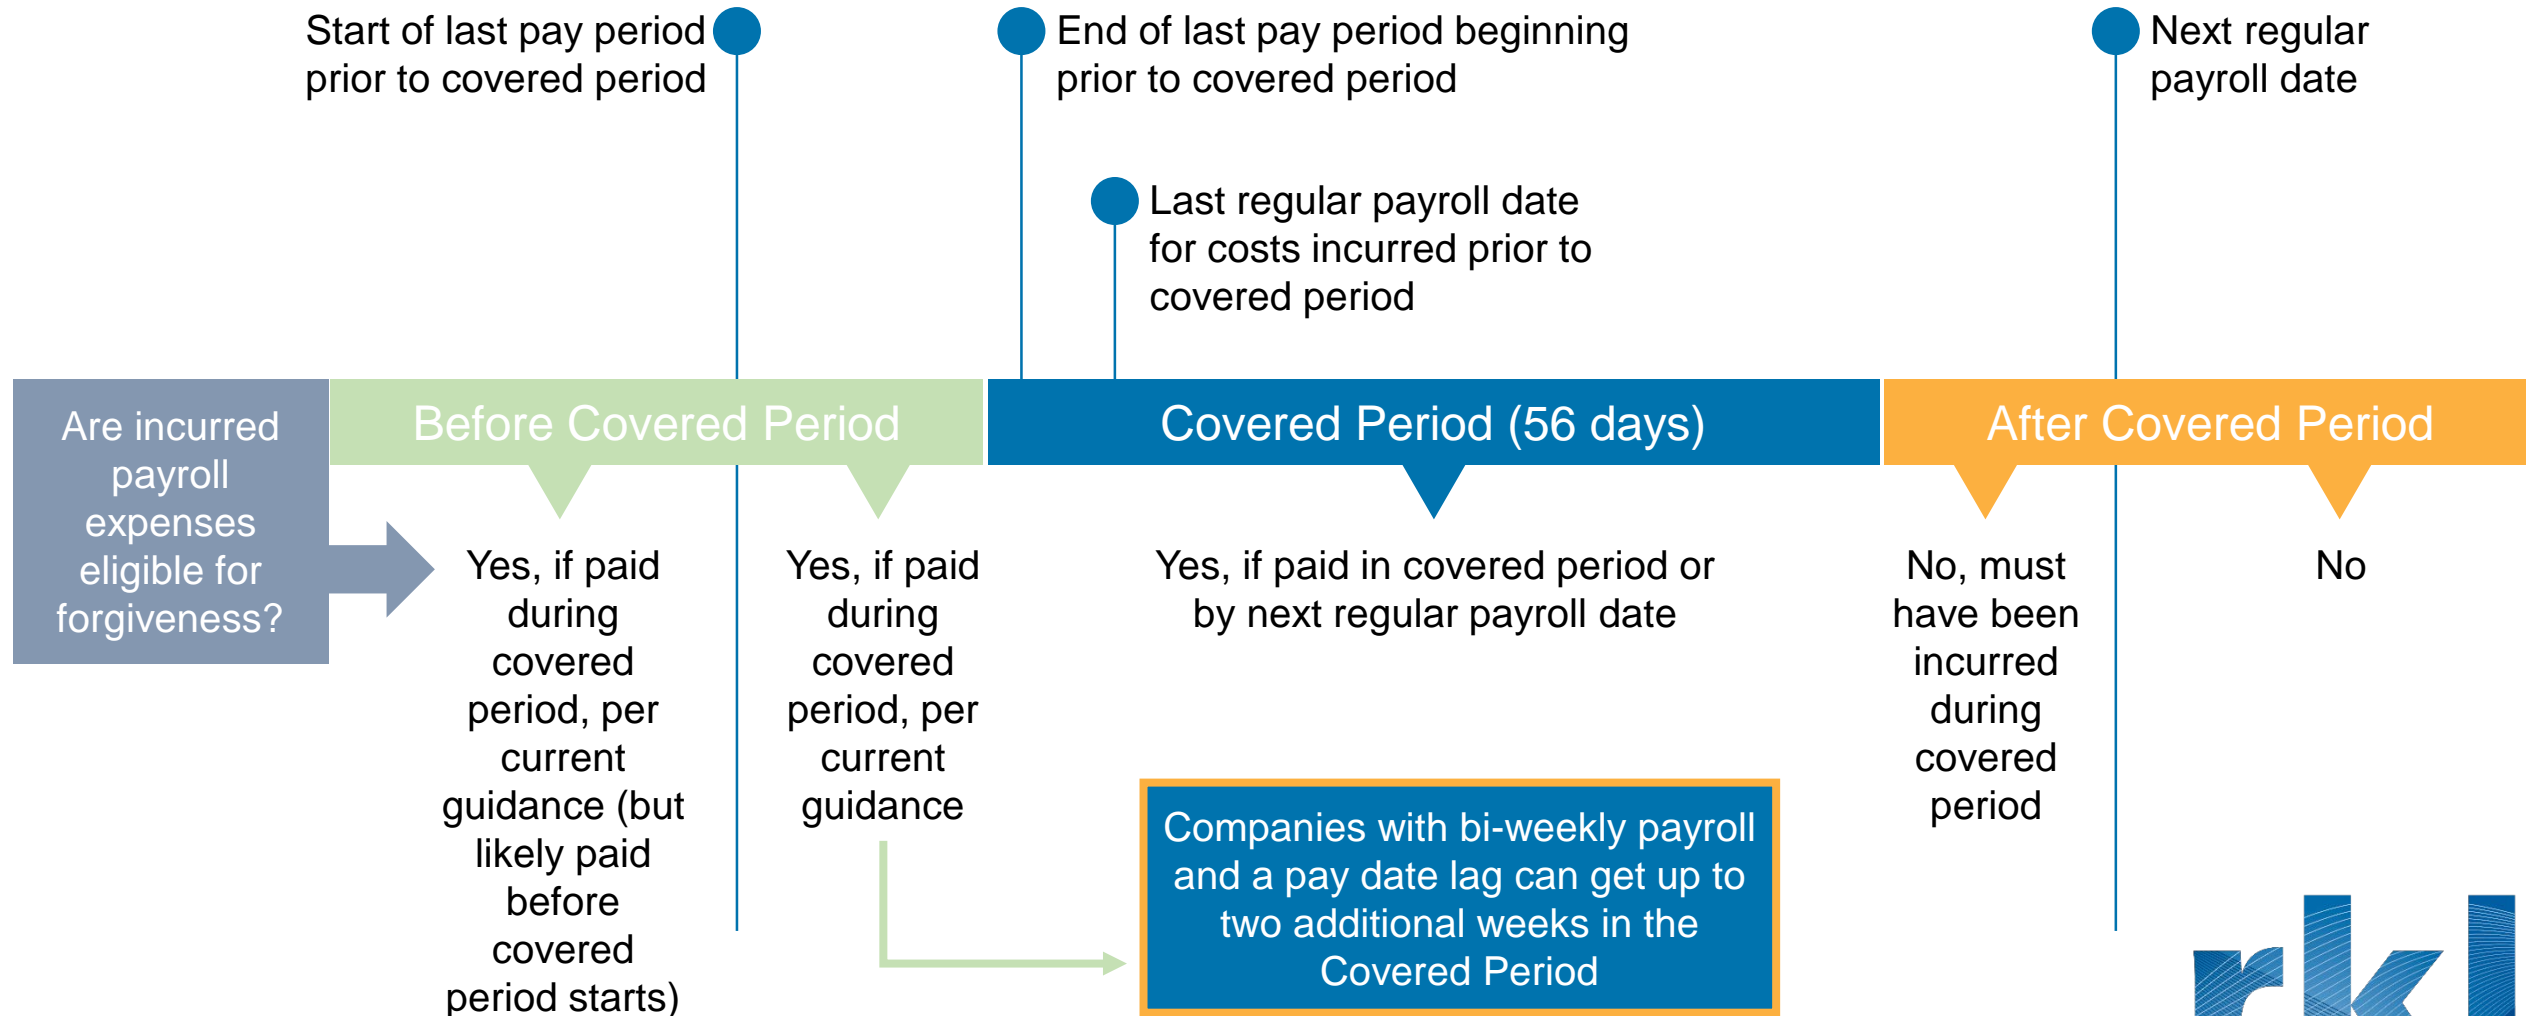 Start of last pay period
prior to covered period
End of last pay period beginning
prior to covered period
Next regular
payroll date
Last regular payroll date
for costs incurred prior to
covered period
Are incurred
payroll
expenses
eligible for
forgiveness?
Before Covered Period
Covered Period (56 days)
After Covered Period
Yes, if paid
during
covered
period, per
current
guidance (but
likely paid
before
covered
period starts)
Yes, if paid
during
covered
period, per
current
guidance
Yes, if paid in covered period or
by next regular payroll date
No, must
have been
incurred
during
covered
period
No
Companies with bi-weekly payroll
and a pay date lag can get up to
two additional weeks in the
Covered Period
rkl